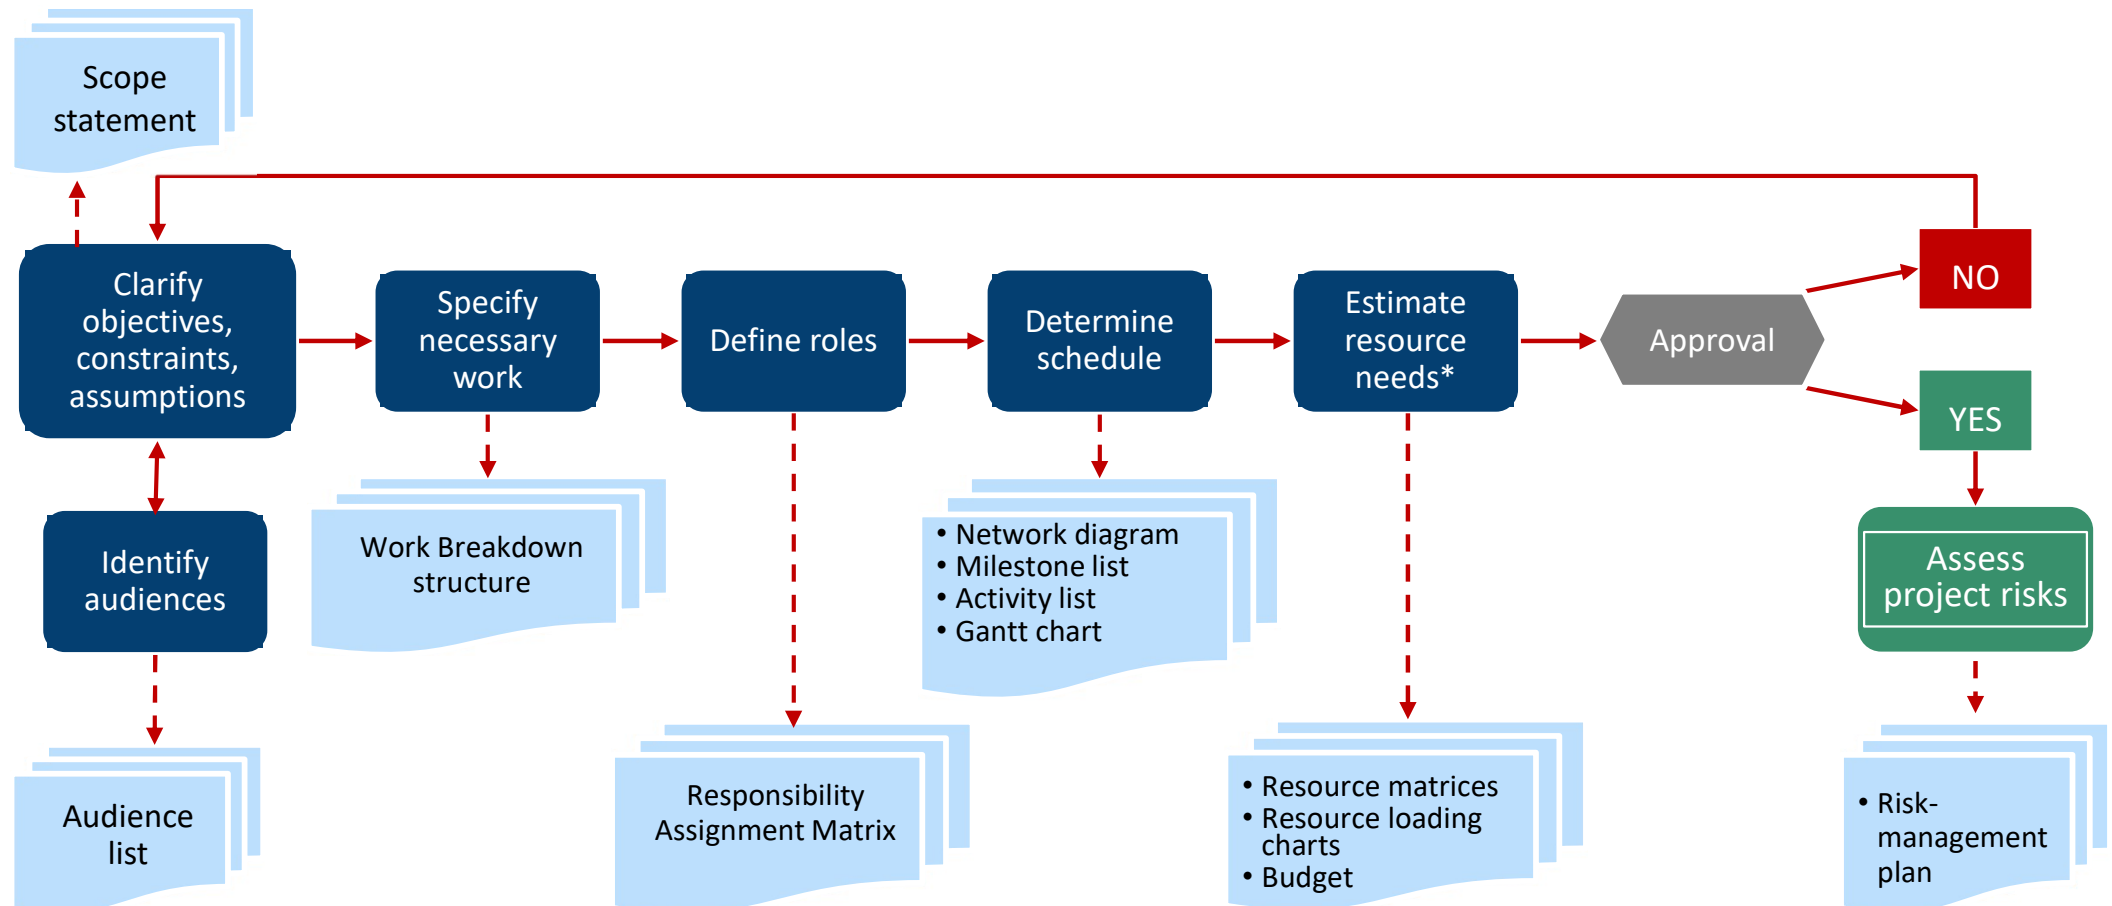 Scope
statement
Clarify
objectives,
constraints,
assumptions
Specify
necessary
work
Define roles
Determine
schedule
Estimate
resource
needs*
Approval
NO
YES
Identify
audiences
Work Breakdown
structure
• Network diagram
• Milestone list
• Activity list
• Gantt chart
Assess
project risks
Audience
list
Responsibility
Assignment Matrix
• Resource matrices
• Resource loading
charts
• Budget
• Risk-
management
plan